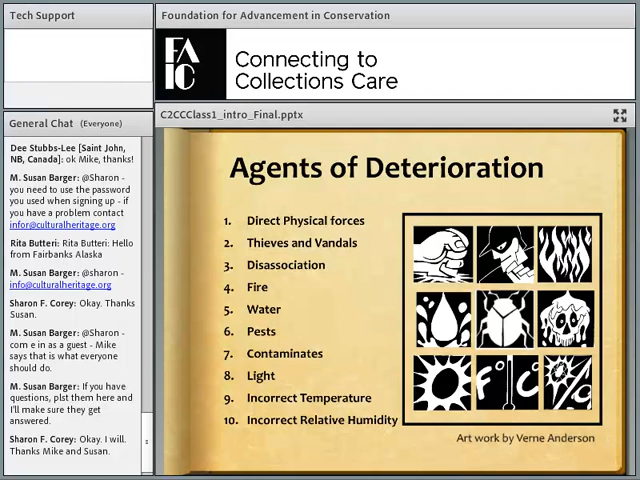 Tech Support
Foundation for Advancement in Conservation
FA
IC
Connecting to
Collections Care
General Chat (Everyone)
Dee Stubbs-Lee [Saint John,
NB, Canada]: ok Mike, thanks!
M. Susan Barger: @Sharon -
you need to use the password
you used when signing up - if
you have a problem contact
infor@culturalheritage.org
Rita Butteri: Rita Butteri: Hello
from Fairbanks Alaska
M. Susan Barger: @sharon -
info@culturalheritage.org
Sharon F. Corey: Okay. Thanks
Susan.
M. Susan Barger: @Sharon -
com e in as a guest - Mike
says that is what everyone
should do.
M. Susan Barger: If you have
questions, plst them here and
I'll make sure they get
answered.
Sharon F. Corey: Okay. I will.
Thanks Mike and Susan.
C2CCClass1_intro_Final.pptx
Agents of Deterioration
1. Direct Physical forces
2. Thieves and Vandals
3. Disassociation
4. Fire
5. Water
6. Pests
7. Contaminates
8. Light
9. Incorrect Temperature
10. Incorrect Relative Humidity
F° C°
Art work by Verne Anderson